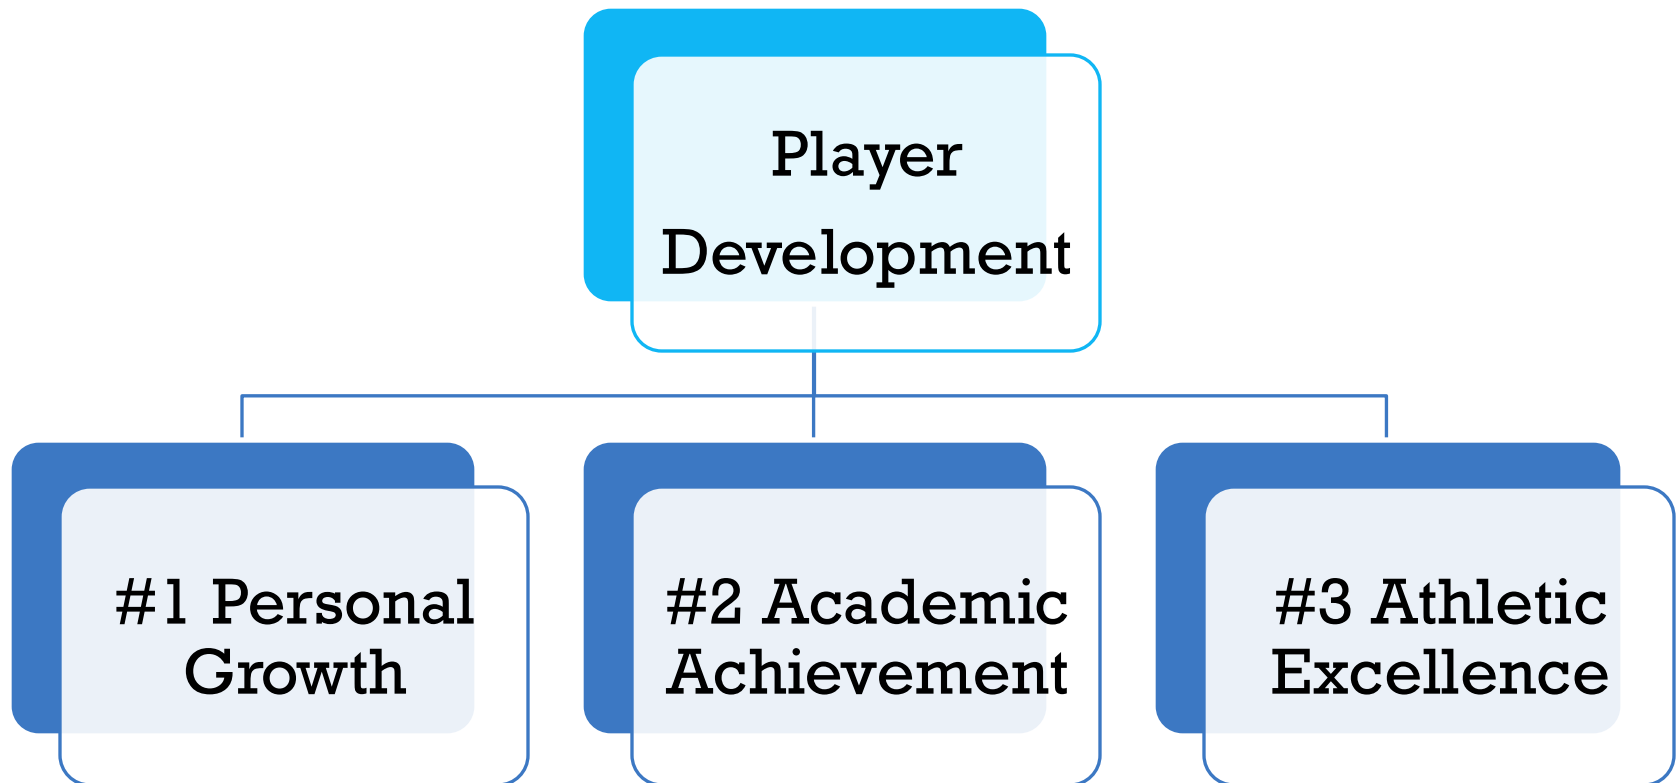 Player
Development
#1 Personal
Growth
#2 Academic
Achievement
#3 Athletic
Excellence